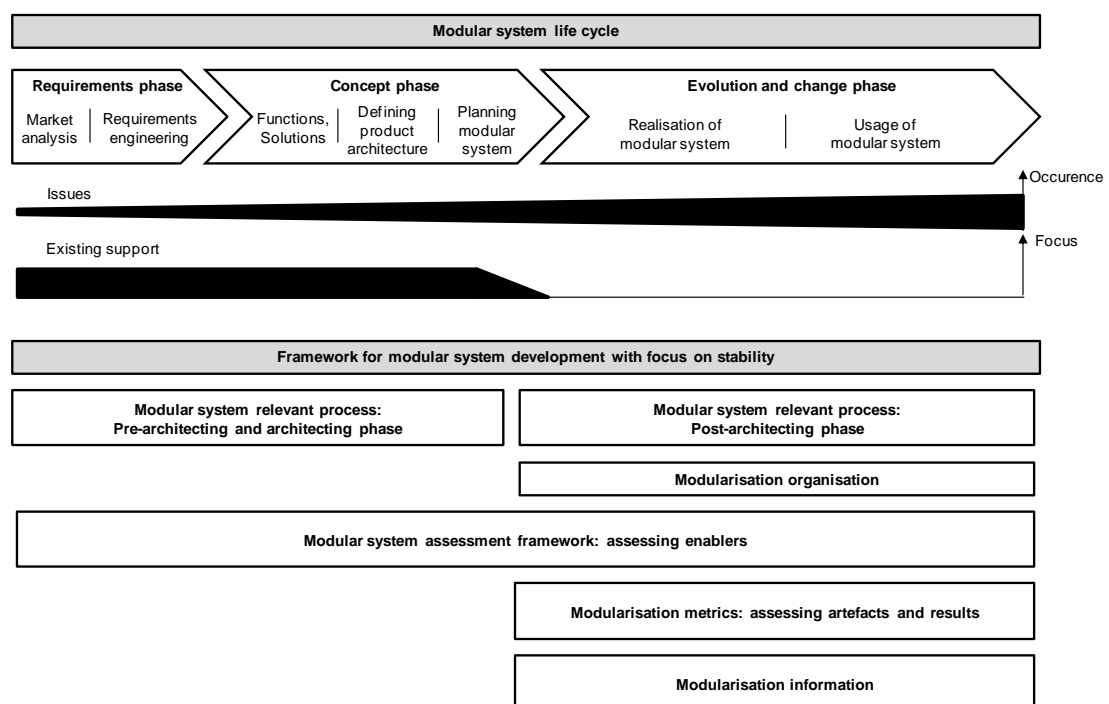 Modular system life cycle
Requirements phase
Market
analysis
Requirements
engineering
Concept phase
Functions,
Solutions
Defining
product
architecture
Planning
modular
system
Evolution and change phase
Realisation of
modular system
Usage of
modular system
Issues
Occurence
Existing support
Focus
Framework for modular system development with focus on stability
Modular system relevant process:
Pre-architecting and architecting phase
Modular system relevant process:
Post-architecting phase
Modularisation organisation
Modular system assessment framework: assessing enablers
Modularisation metrics: assessing artefacts and results
Modularisation information